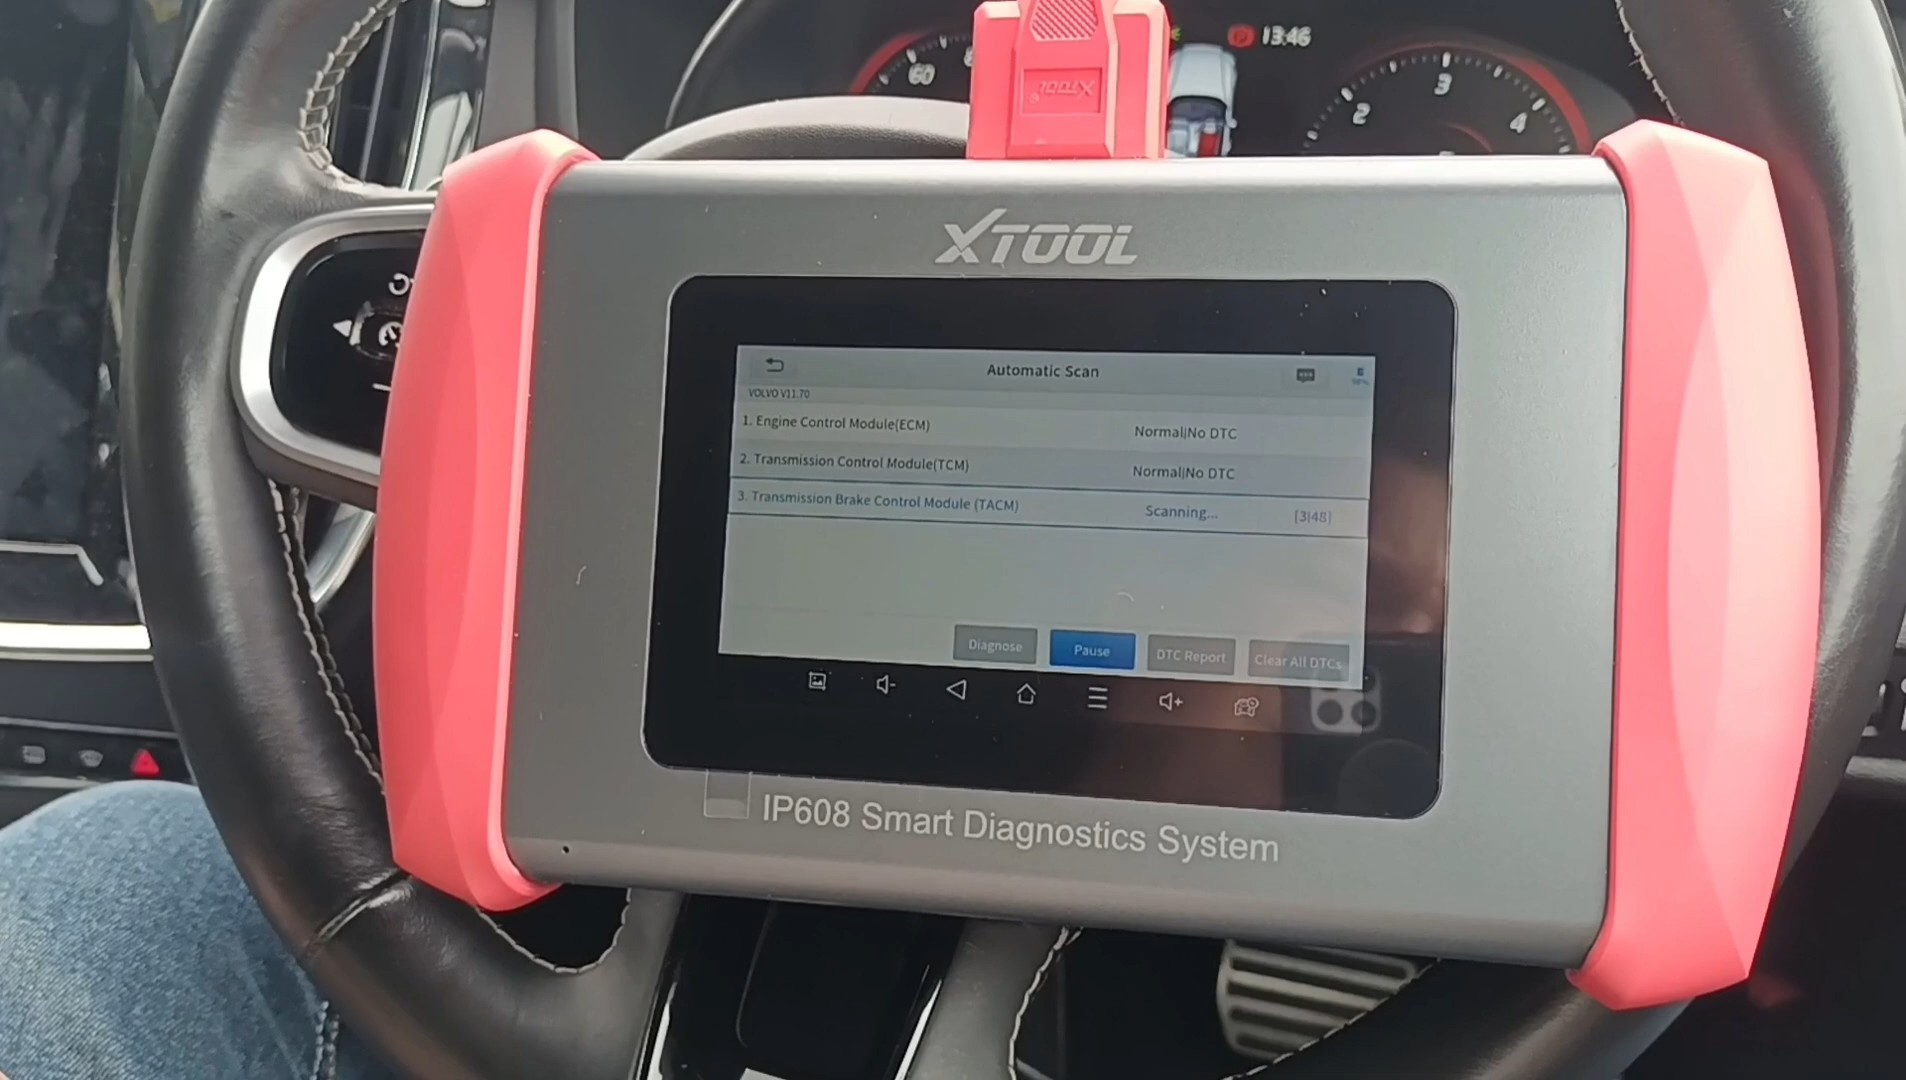 60
13:46
2
3
4
XTOOL
XTOOL
Automatic Scan
VOLVO V11.70
1. Engine Control Module(ECM) Normal|No DTC
2. Transmission Control Module(TCM) Normal|No DTC
3. Transmission Brake Control Module (TACM) Scanning... [3|48]
Diagnose Pause DTC Report Clear All DTCs
IP608 Smart Diagnostics System